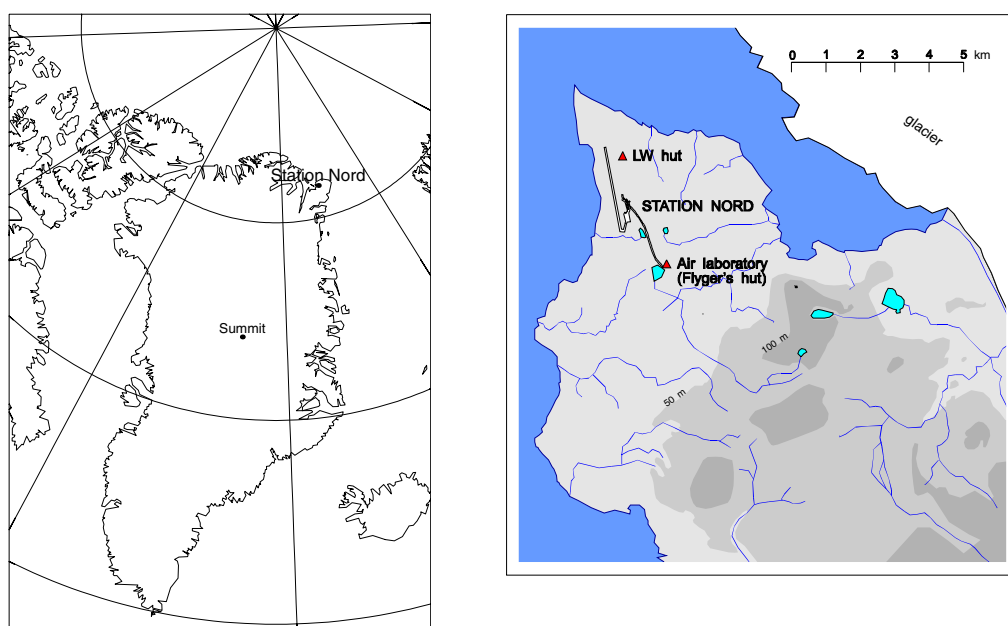 Station Nord
Summit
0 1 2 3 4 5 km
glacier
LW hut
STATION NORD
Air laboratory
(Flyger's hut)
100 m
50 m